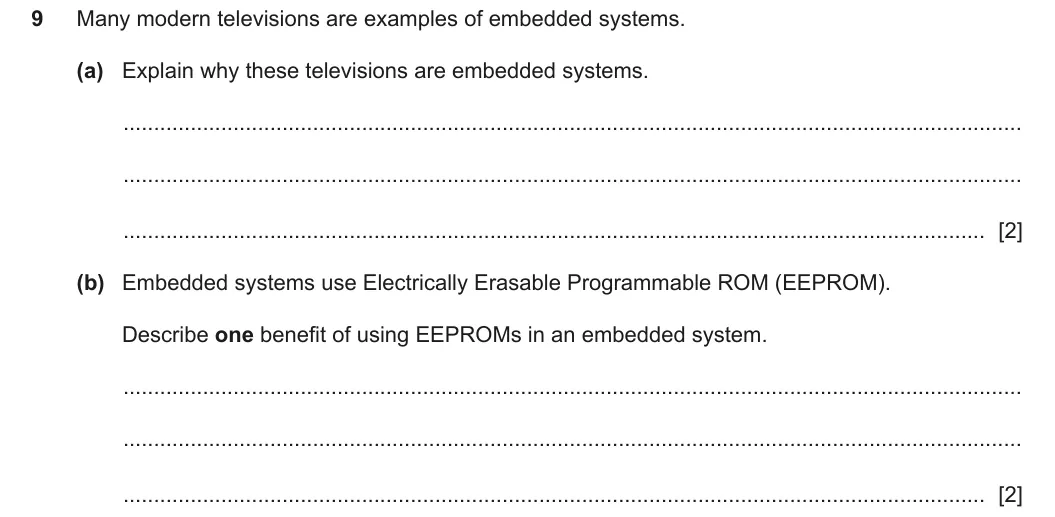 9 Many modern televisions are examples of embedded systems.
(a) Explain why these televisions are embedded systems.
..........
..........
.......... [2]
(b) Embedded systems use Electrically Erasable Programmable ROM (EEPROM).
Describe one benefit of using EEPROMs in an embedded system.
..........
..........
.......... [2]